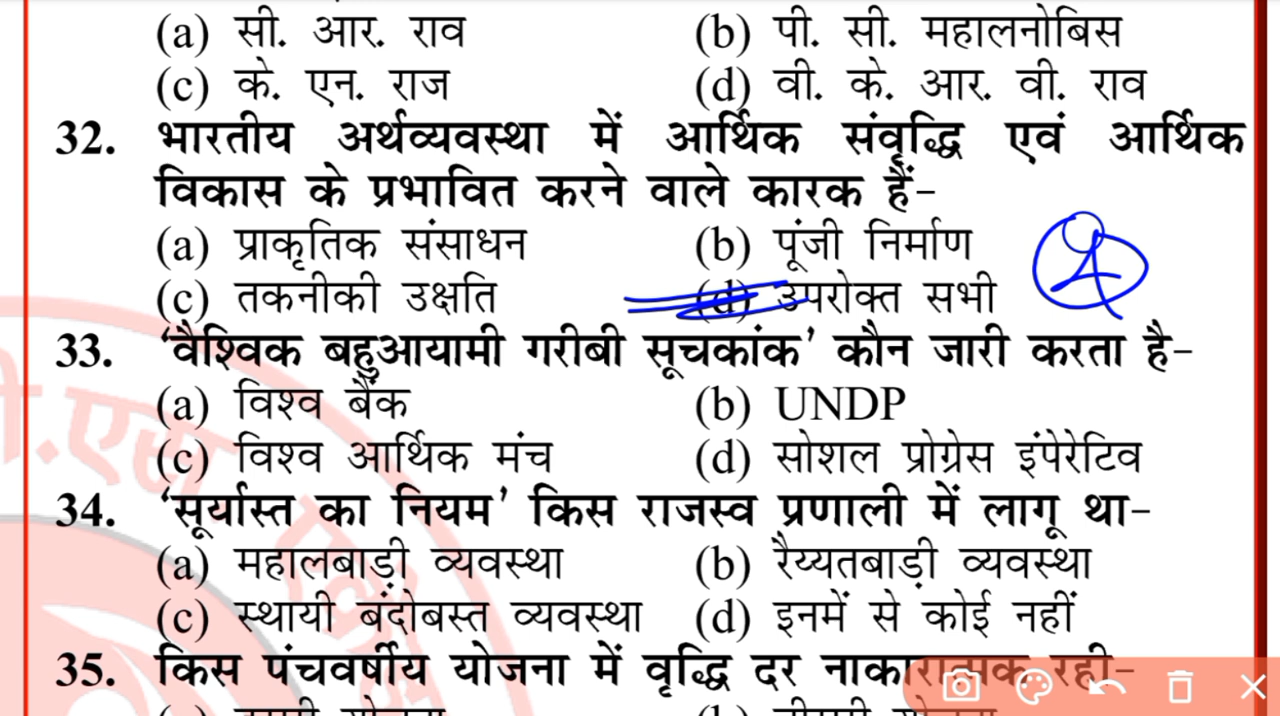 (a) सी. आर. राव (b) पी. सी. महालनोबिस
(c) के. एन. राज (d) वी. के. आर. वी. राव
32. भारतीय अर्थव्यवस्था में आर्थिक संवृद्धि एवं आर्थिक
विकास के प्रभावित करने वाले कारक हैं-
(a) प्राकृतिक संसाधन (b) पूंजी निर्माण
(c) तकनीकी उक्षति (d) उपरोक्त सभी
33. 'वैश्विक बहुआयामी गरीबी सूचकांक' कौन जारी करता है-
(a) विश्व बैंक (b) UNDP
(c) विश्व आर्थिक मंच (d) सोशल प्रोग्रेस इंपेरेटिव
34. 'सूर्यास्त का नियम' किस राजस्व प्रणाली में लागू था-
(a) महालबाड़ी व्यवस्था (b) रैय्यतबाड़ी व्यवस्था
(c) स्थायी बंदोबस्त व्यवस्था (d) इनमें से कोई नहीं
35. किस पंचवर्षीय योजना में वृद्धि दर नाकारात्मक रही-